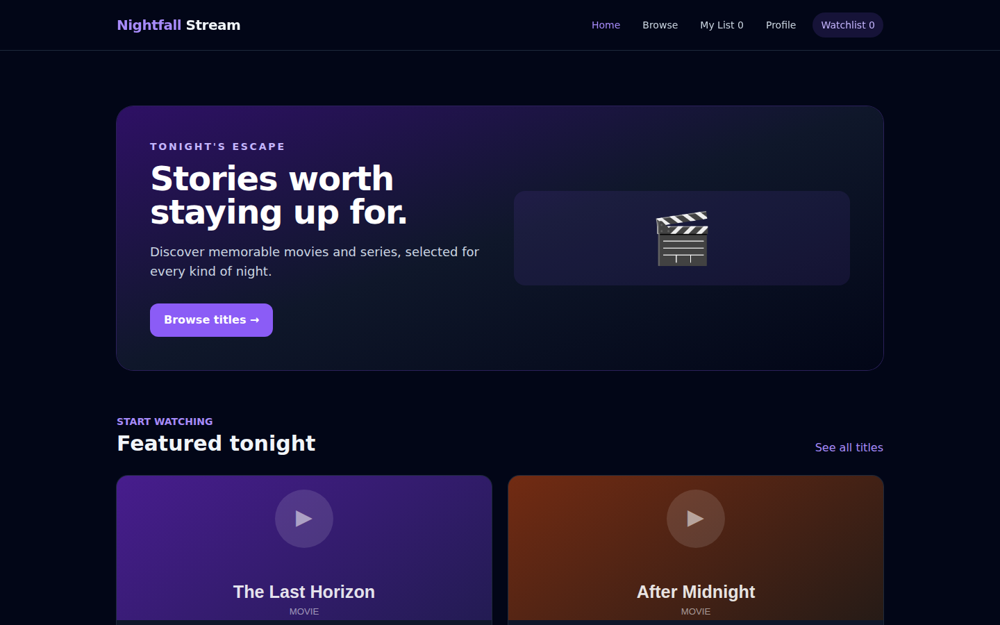 Nightfall Stream
Home Browse My List 0 Profile Watchlist 0
TONIGHT'S ESCAPE
Stories worth
staying up for.
Discover memorable movies and series, selected for
every kind of night.
Browse titles →
START WATCHING
Featured tonight
See all titles
The Last Horizon
MOVIE
After Midnight
MOVIE